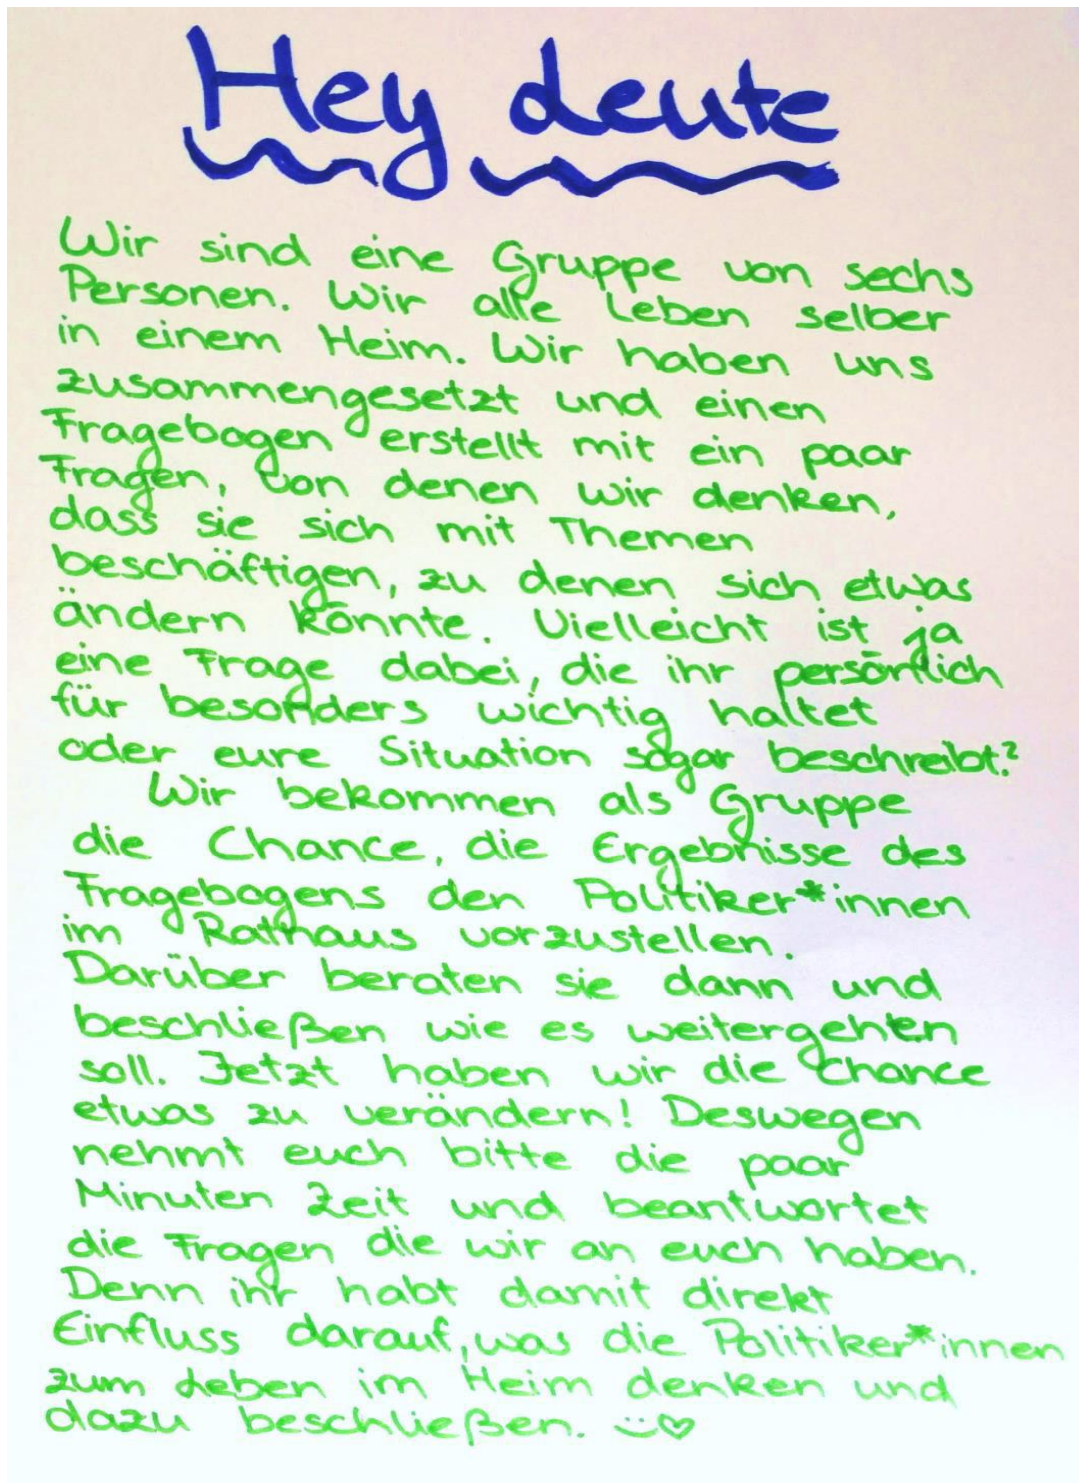 Hey Leute
Wir sind eine Gruppe von sechs
Personen. Wir alle Leben selber
in einem Heim. Wir haben uns
zusammengesetzt und einen
Fragebogen erstellt mit ein paar
Fragen, von denen wir denken,
dass sie sich mit Themen
beschäftigen, zu denen sich etwas
ändern könnte. Vielleicht ist ja
eine Frage dabei, die ihr persönlich
für besonders wichtig haltet
oder eure Situation sogar beschreibt.?
Wir bekommen als Gruppe
die Chance, die Ergebnisse des
Fragebogens den Politiker*innen
im Rathaus vorzustellen.
Darüber beraten sie dann und
beschließen wie es weitergehen
soll. Jetzt haben wir die Chance
etwas zu verändern! Deswegen
nehmt euch bitte die paar
Minuten Zeit und beantwortet
die Fragen die wir an euch haben.
Denn ihr habt damit direkt
Einfluss darauf, was die Politiker*innen
zum Leben im Heim denken und
dazu beschließen. :)♡